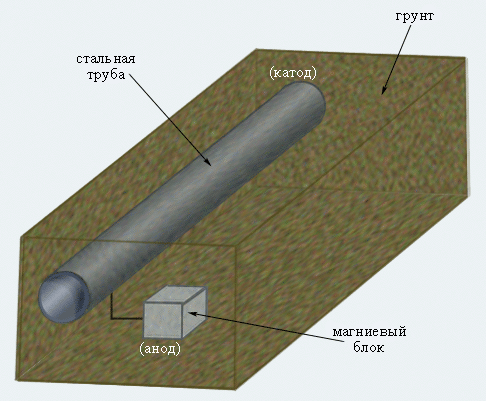 грунт
стальная
труба
(катод)
магниевый
блок
(анод)